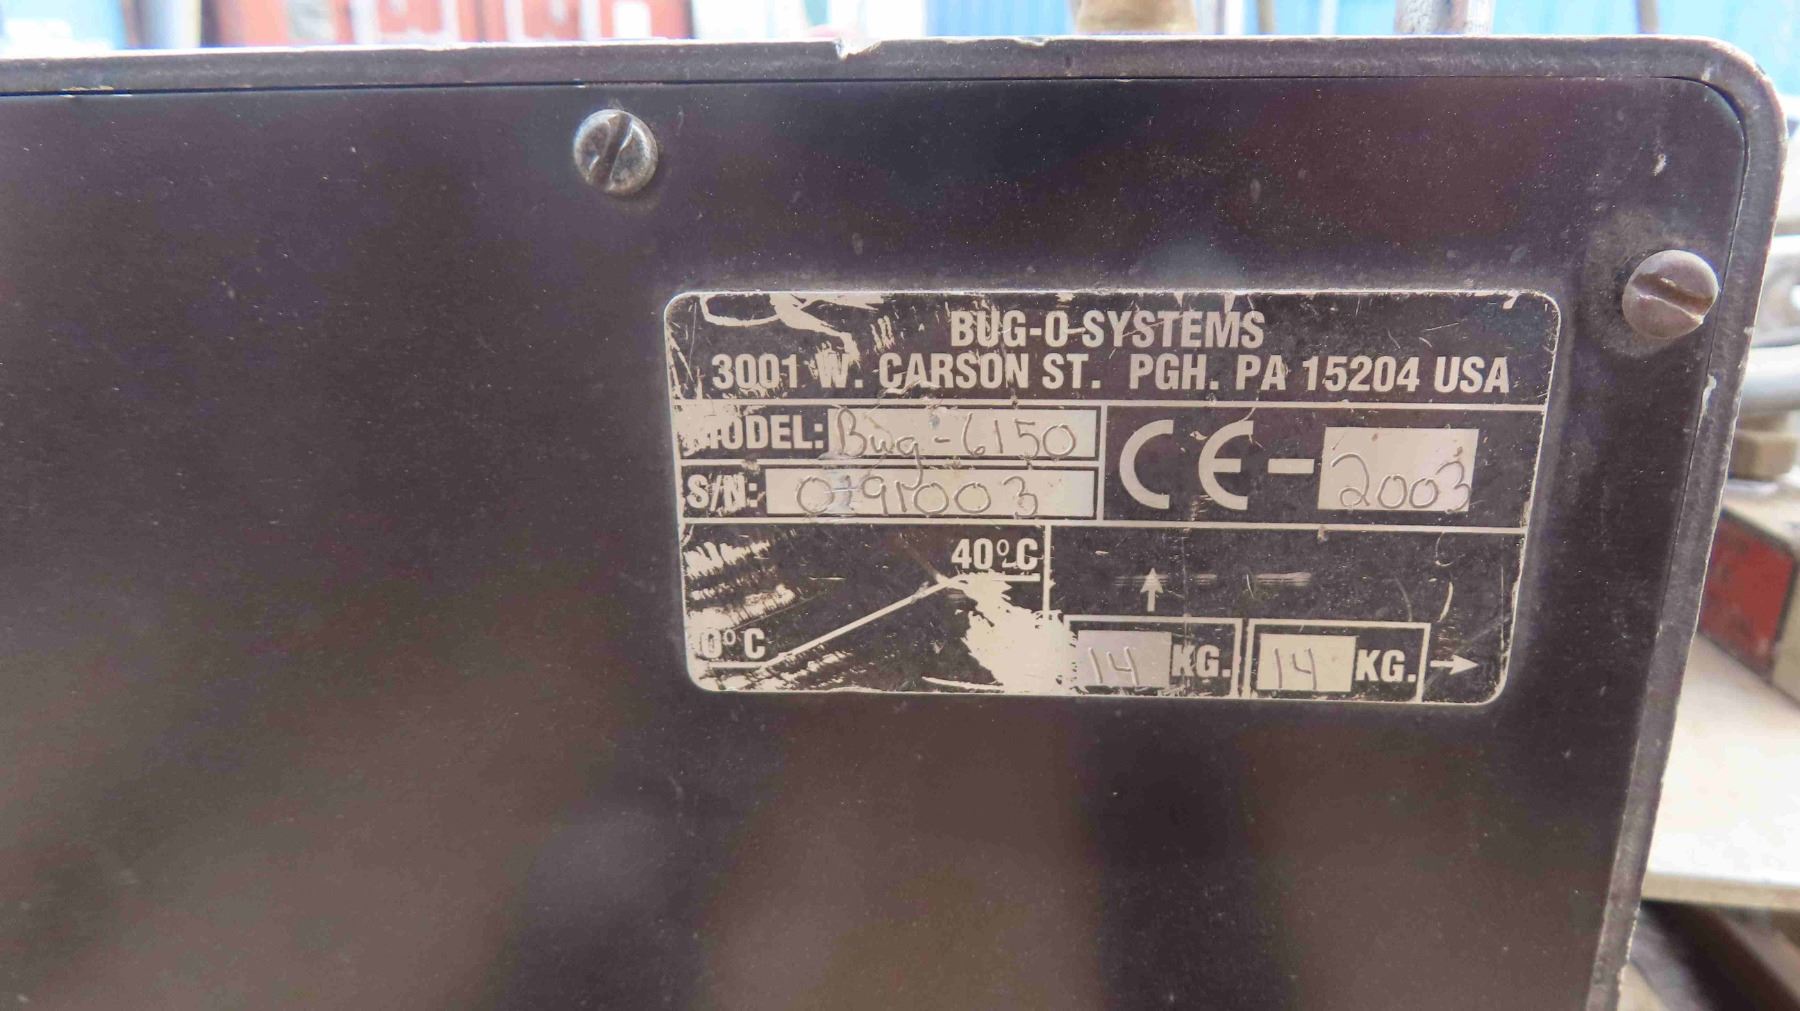 BUG-O SYSTEMS
3001 W. CARSON ST. PGH. PA 15204 USA
MODEL: Bug-6150
CE-2003
S/N:
40°C
0°C
14 KG. 14 KG.